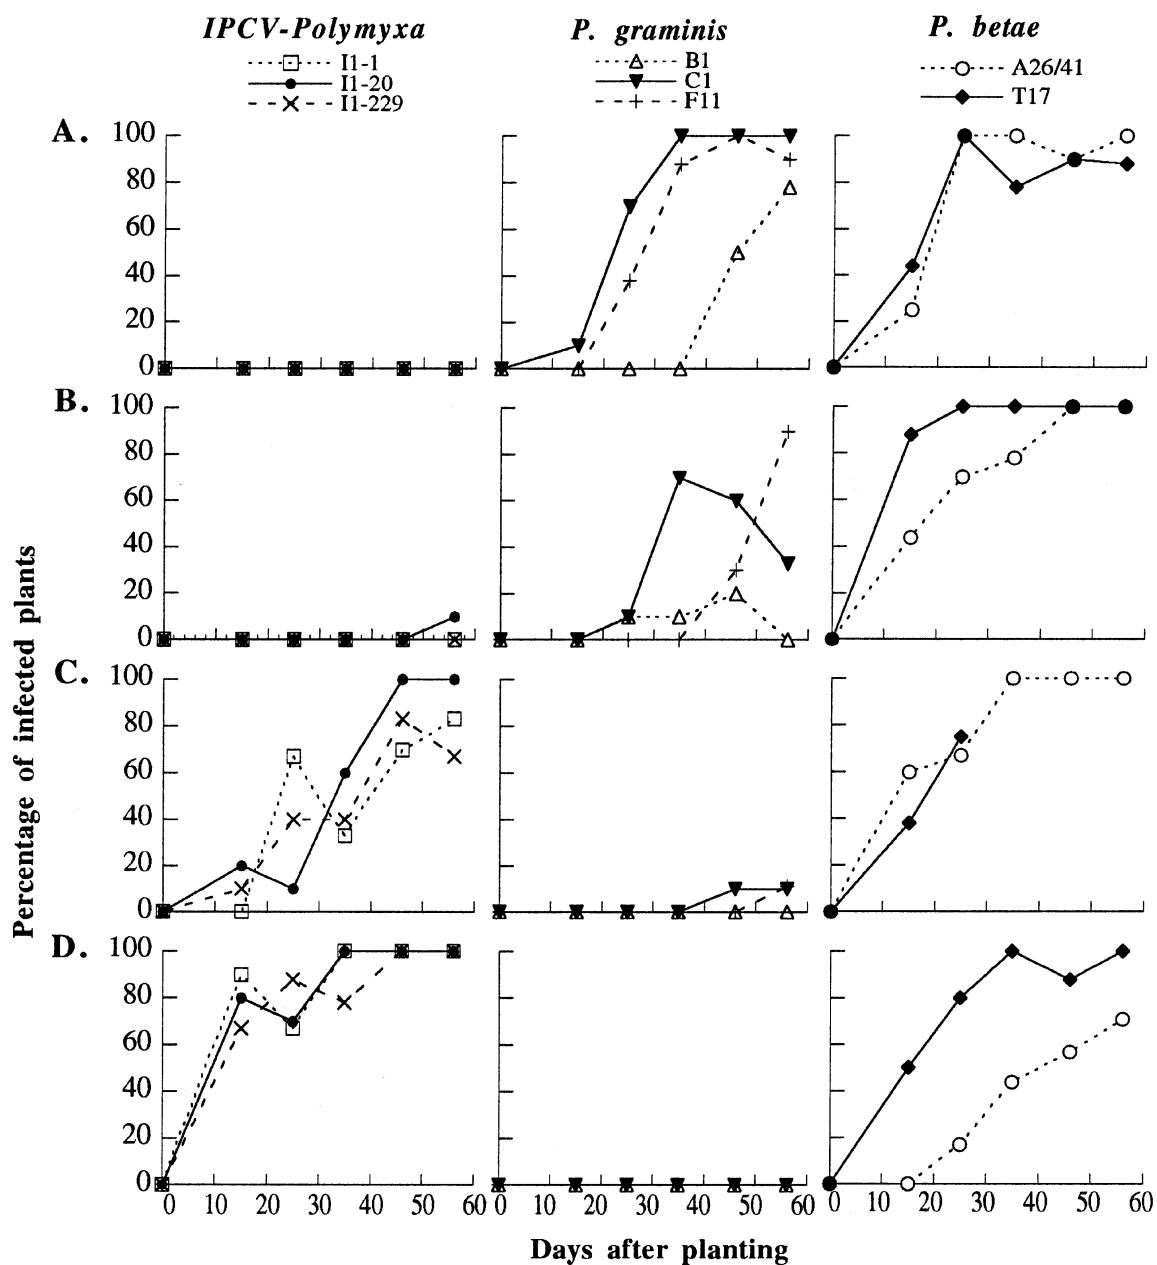 IPCV-Polymyxa
I1-1
I1-20
I1-229
P. graminis
B1
C1
F11
P. betae
A26/41
T17
A.
100
80
60
40
20
0
B.
100
80
60
40
20
0
C.
100
80
60
40
20
0
D.
100
80
60
40
20
0
0 10 20 30 40 50 60
0 10 20 30 40 50 60
0 10 20 30 40 50 60
Percentage of infected plants
Days after planting